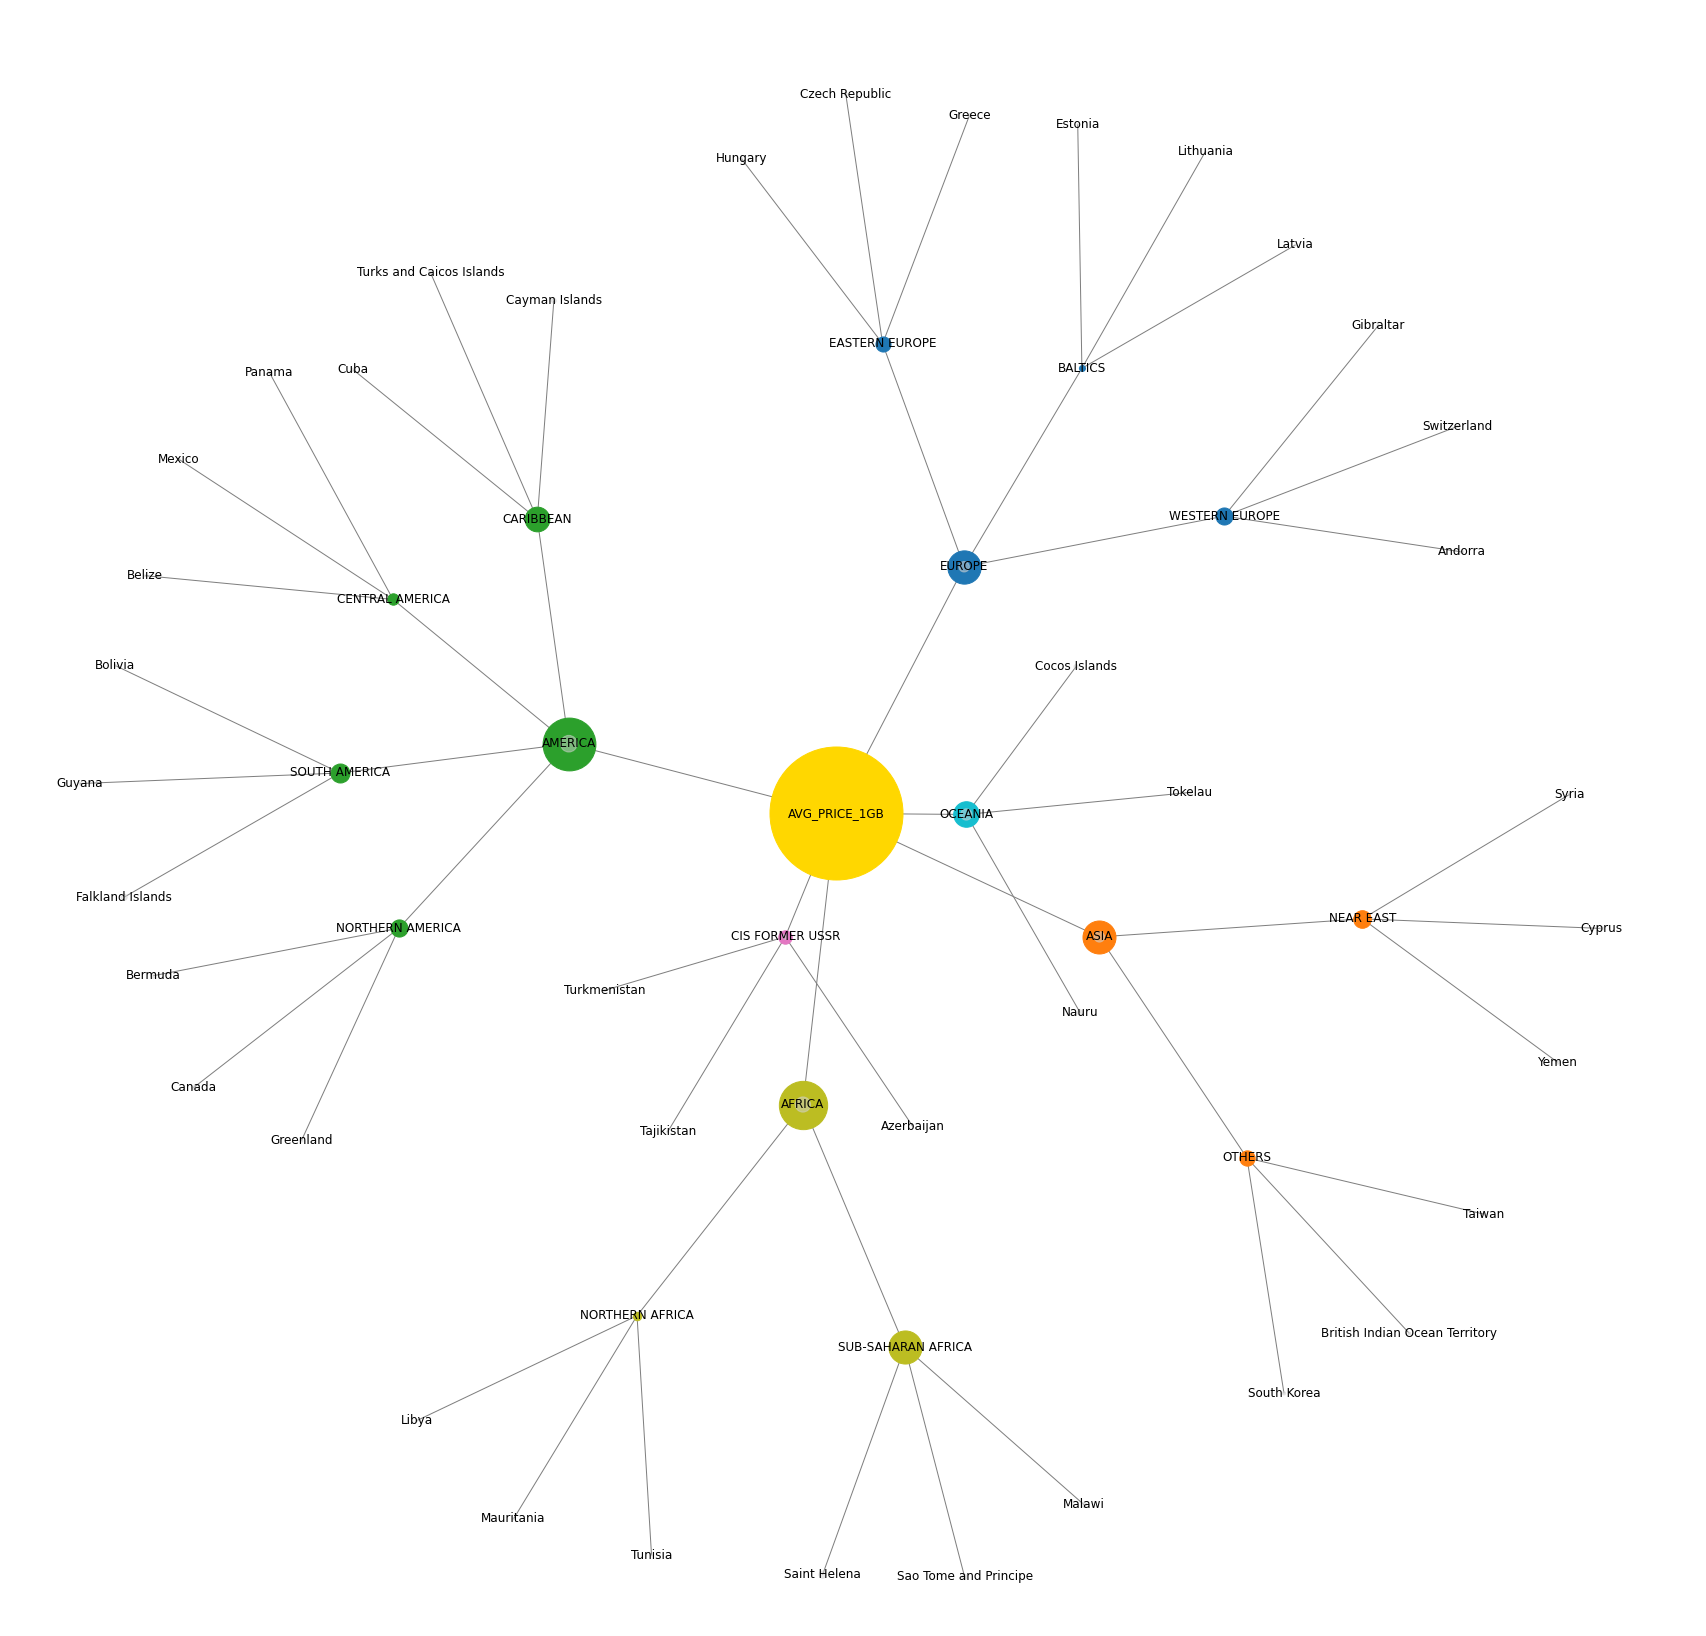 Czech Republic
Greece
Estonia
Hungary
Lithuania
Latvia
Turks and Caicos Islands
Cayman Islands
Gibraltar
EASTERN EUROPE
BALTICS
Panama
Cuba
Switzerland
Mexico
CARIBBEAN
WESTERN EUROPE
Andorra
EUROPE
Belize
CENTRAL AMERICA
Bolivia
Cocos Islands
AMERICA
SOUTH AMERICA
Guyana
Tokelau
Syria
AVG_PRICE_1GB
OCEANIA
Falkland Islands
NEAR EAST
Cyprus
NORTHERN AMERICA
CIS FORMER USSR
ASIA
Bermuda
Turkmenistan
Nauru
Yemen
Canada
AFRICA
Azerbaijan
Tajikistan
Greenland
OTHERS
Taiwan
NORTHERN AFRICA
British Indian Ocean Territory
SUB-SAHARAN AFRICA
South Korea
Libya
Malawi
Mauritania
Tunisia
Saint Helena
Sao Tome and Principe